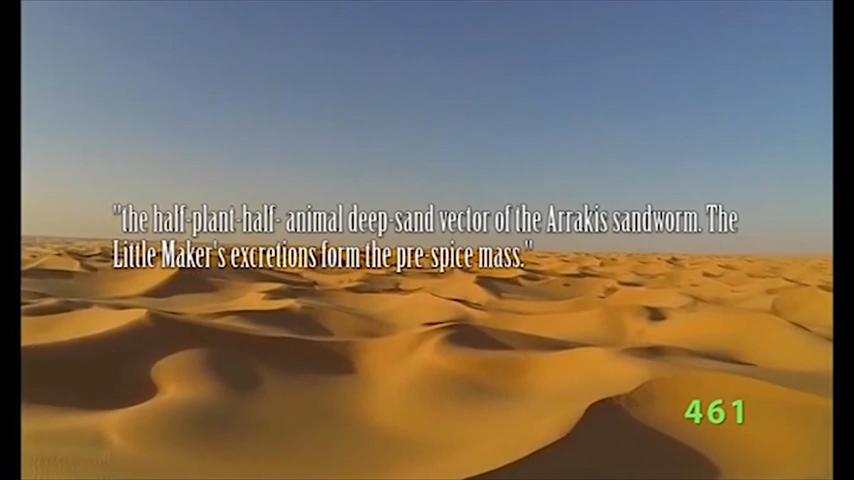 "the half-plant-half- animal deep-sand vector of the Arrakis sandworm. The
Little Maker's excretions form the pre-spice mass."
461